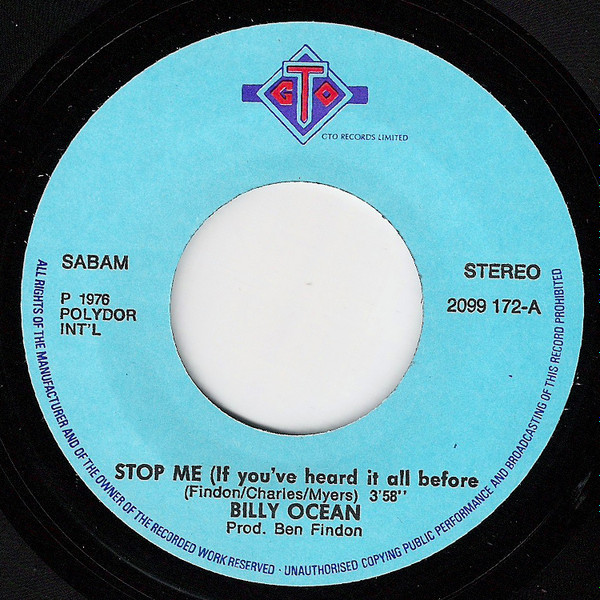 GTO
GTO RECORDS LIMITED
SABAM
STEREO
P 1976
POLYDOR
INT'L
2099 172-A
STOP ME (If you've heard it all before
(Findon/Charles/Myers) 3'58"
BILLY OCEAN
Prod. Ben Findon
ALL RIGHTS OF THE MANUFACTURER AND OF THE OWNER OF THE RECORDED WORK RESERVED · UNAUTHORISED COPYING PUBLIC PERFORMANCE AND BROADCASTING OF THIS RECORD PROHIBITED